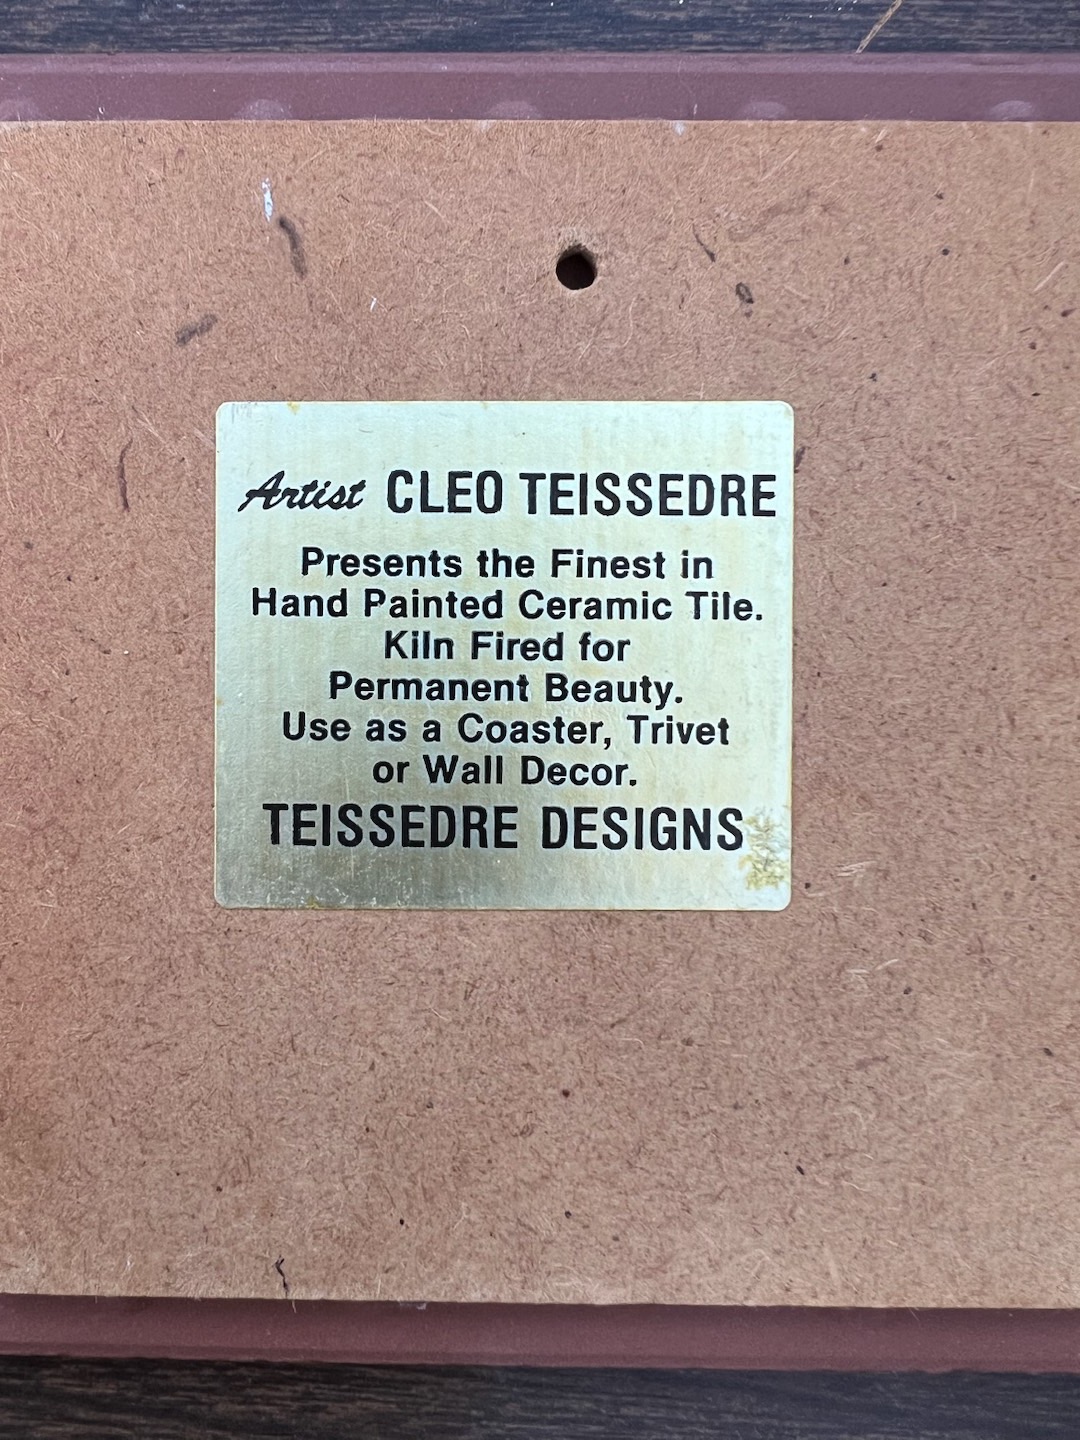 Artist CLEO TEISSEDRE
Presents the Finest in
Hand Painted Ceramic Tile.
Kiln Fired for
Permanent Beauty.
Use as a Coaster, Trivet
or Wall Decor.
TEISSEDRE DESIGNS